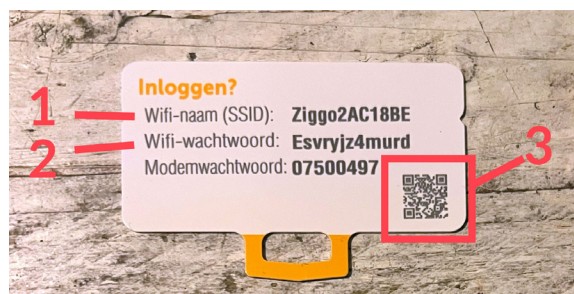 Inloggen?
1 Wifi-naam (SSID): Ziggo2AC18BE
2 Wifi-wachtwoord: Esvryjz4murd
Modemwachtwoord: 07500497
3